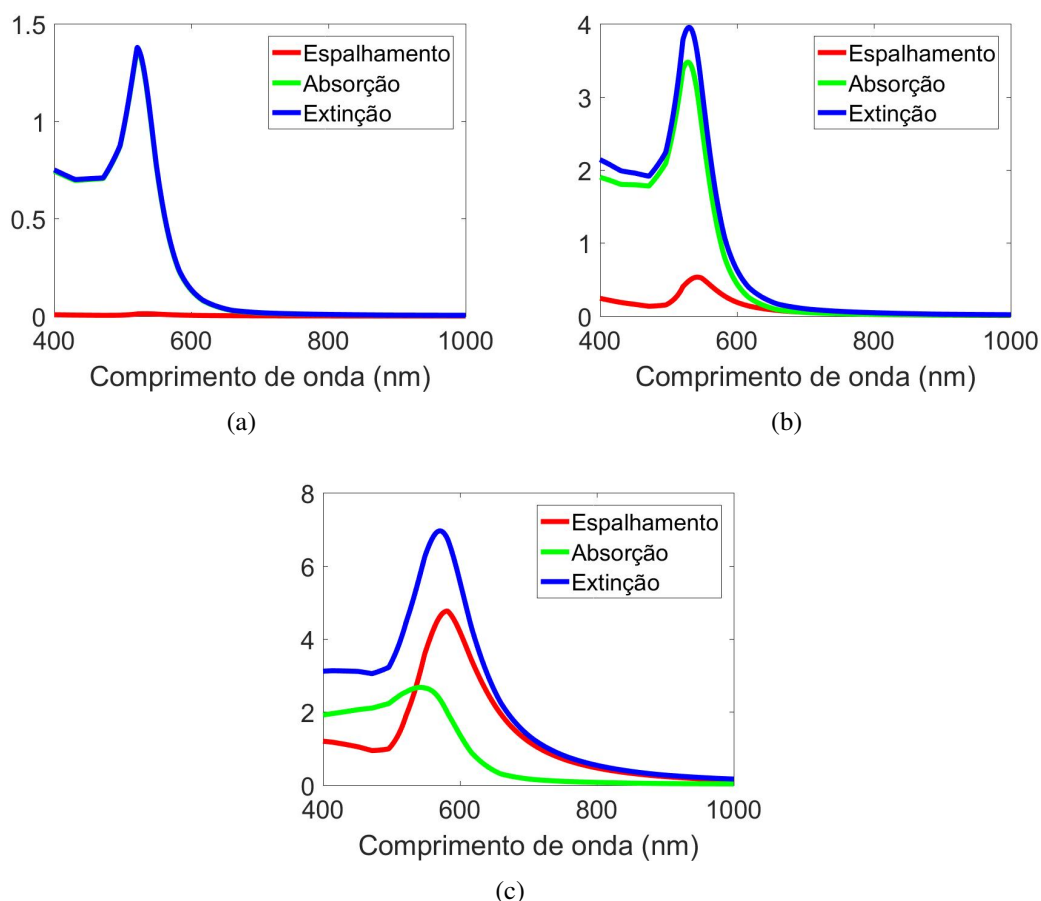 1.5
1
0.5
0
400
600
800
1000
Espalhamento
Absorção
Extinção
Comprimento de onda (nm)
(a)
4
3
2
1
0
400
600
800
1000
Espalhamento
Absorção
Extinção
Comprimento de onda (nm)
(b)
8
6
4
2
0
400
600
800
1000
Espalhamento
Absorção
Extinção
Comprimento de onda (nm)
(c)